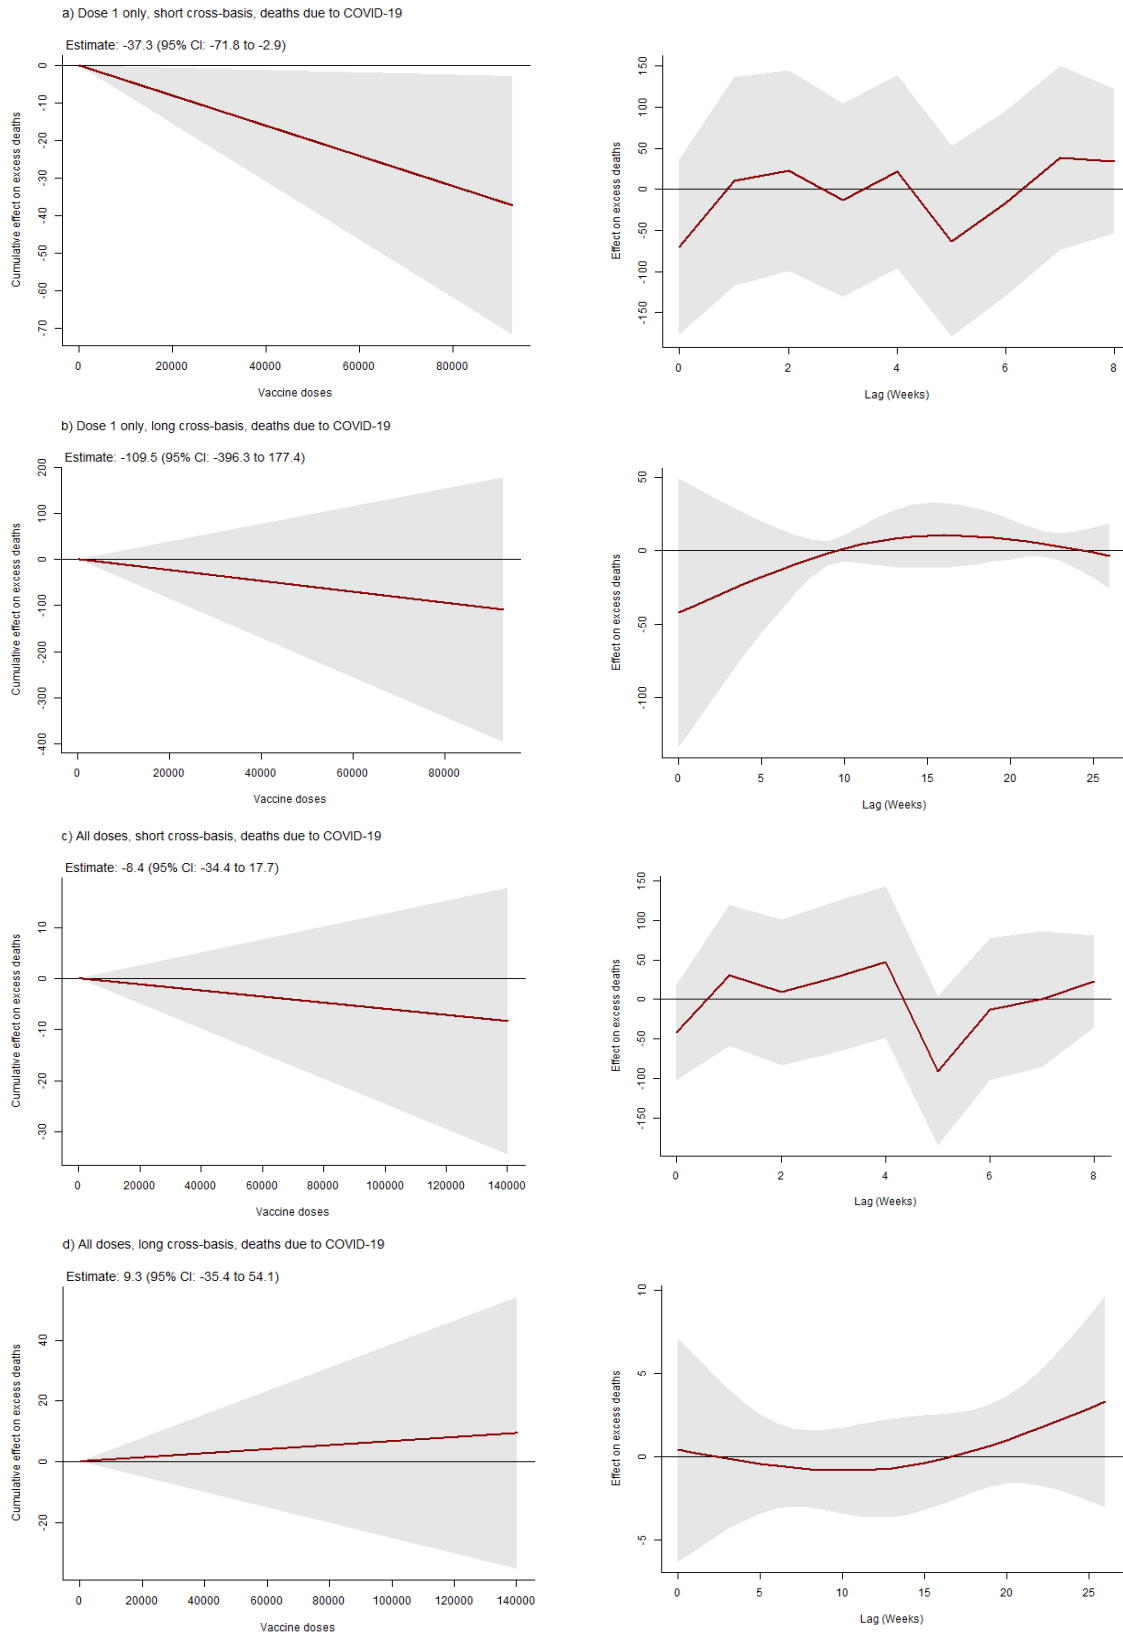 a) Dose 1 only, short cross-basis, deaths due to COVID-19
Estimate: -37.3 (95% CI: -71.8 to -2.9)
Cumulative effect on excess deaths
0
-10
-20
-30
-40
-50
-60
-70
0 20000 40000 60000 80000
Vaccine doses
Effect on excess deaths
150
100
50
0
-50
-100
-150
0 2 4 6 8
Lag (Weeks)
b) Dose 1 only, long cross-basis, deaths due to COVID-19
Estimate: -109.5 (95% CI: -396.3 to 177.4)
Cumulative effect on excess deaths
200
100
0
-100
-200
-300
-400
0 20000 40000 60000 80000
Vaccine doses
Effect on excess deaths
50
0
-50
-100
0 5 10 15 20 25
Lag (Weeks)
c) All doses, short cross-basis, deaths due to COVID-19
Estimate: -8.4 (95% CI: -34.4 to 17.7)
Cumulative effect on excess deaths
10
0
-10
-20
-30
0 20000 40000 60000 80000 100000 120000 140000
Vaccine doses
Effect on excess deaths
150
100
50
0
-50
-100
-150
0 2 4 6 8
Lag (Weeks)
d) All doses, long cross-basis, deaths due to COVID-19
Estimate: 9.3 (95% CI: -35.4 to 54.1)
Cumulative effect on excess deaths
40
20
0
-20
0 20000 40000 60000 80000 100000 120000 140000
Vaccine doses
Effect on excess deaths
10
5
0
-5
0 5 10 15 20 25
Lag (Weeks)